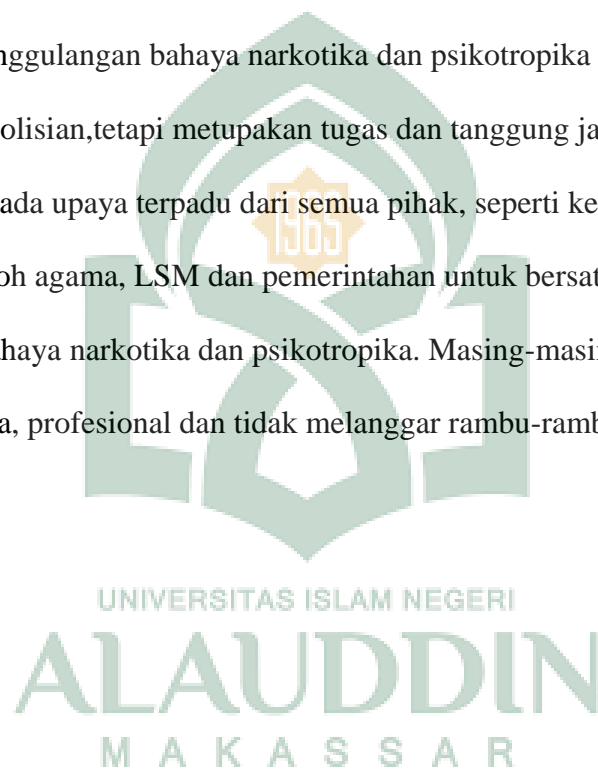 nggulangan bahaya narkotika dan psikotropika
olisian,tetapi metupakan tugas dan tanggung ja
ada upaya terpadu dari semua pihak, seperti ke
oh agama, LSM dan pemerintahan untuk bersat
haya narkotika dan psikotropika. Masing-masi
a, profesional dan tidak melanggar rambu-ramb
1965
UNIVERSITAS ISLAM NEGERI
ALAUDDIN
MAKASSAR